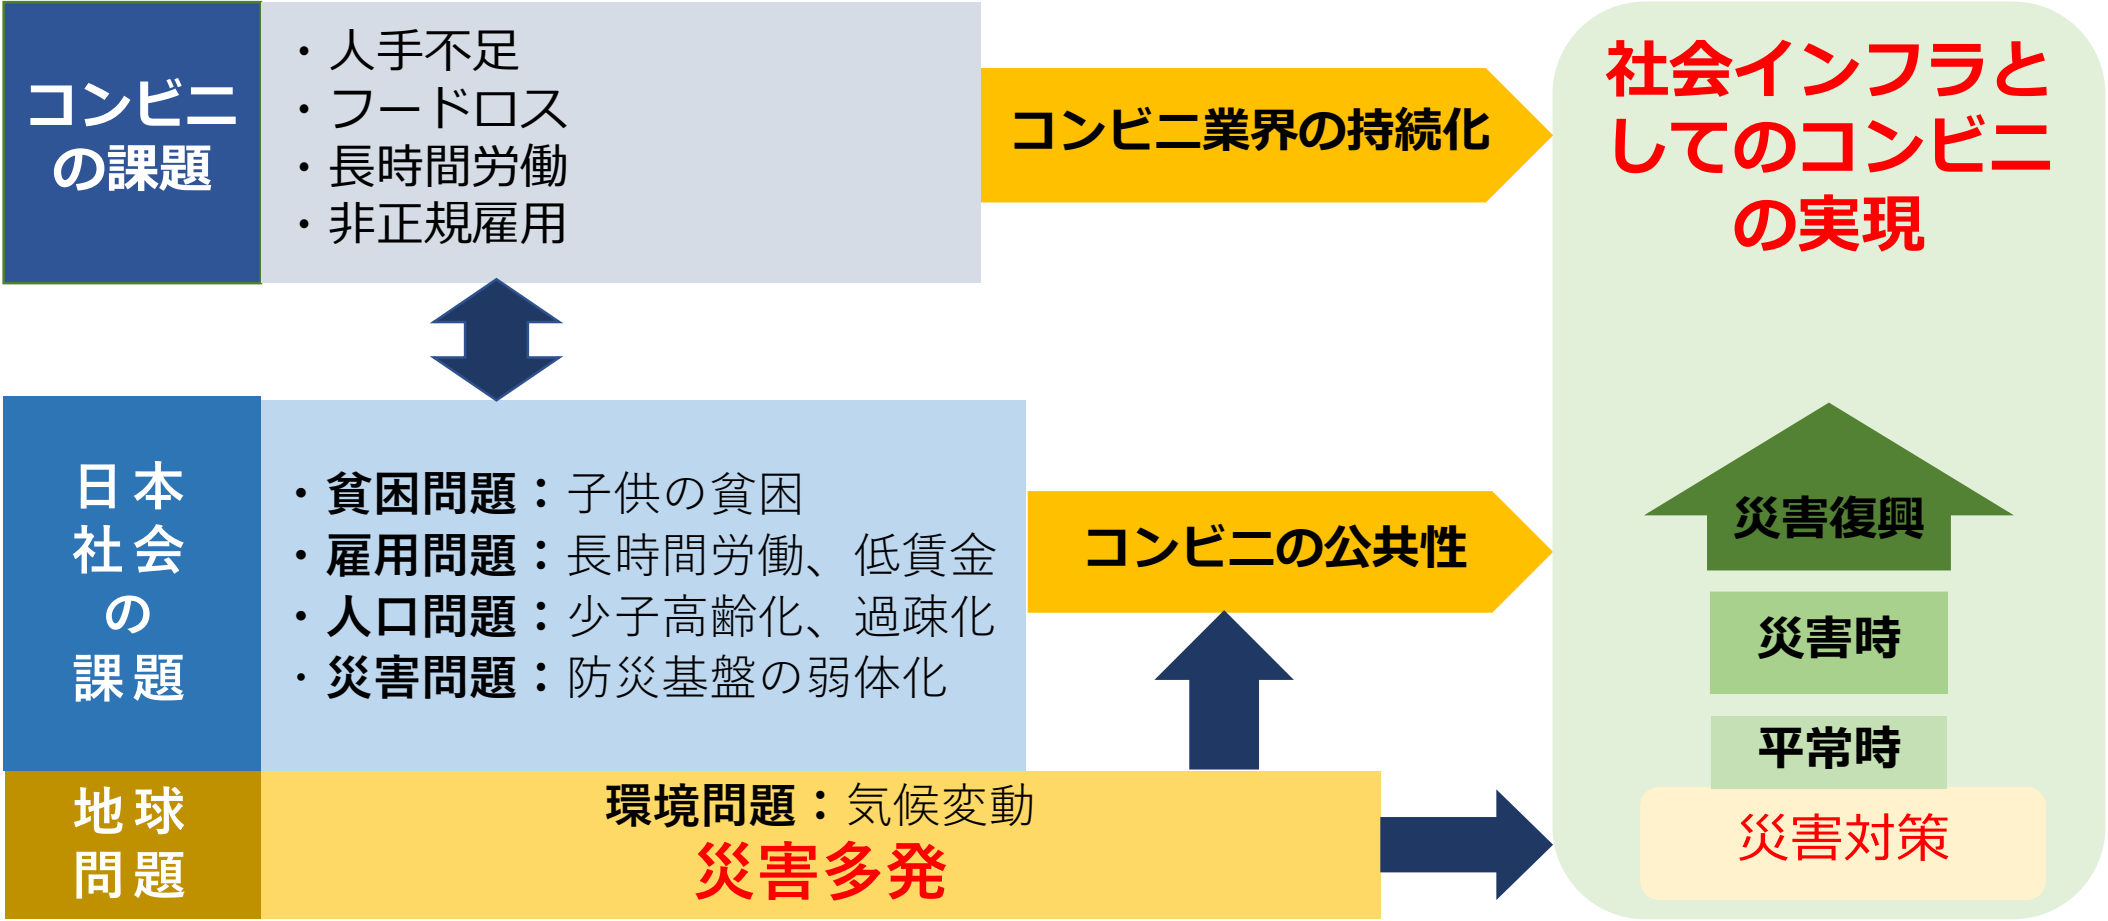 コンビニ
の課題
・人手不足
・フードロス
・長時間労働
・非正規雇用
コンビニ業界の持続化
社会インフラと
してのコンビニ
の実現
日本
社会
の
課題
・貧困問題：子供の貧困
・雇用問題：長時間労働、低賃金
・人口問題：少子高齢化、過疎化
・災害問題：防災基盤の弱体化
コンビニの公共性
災害復興
災害時
平常時
災害対策
地球
問題
環境問題：気候変動
災害多発